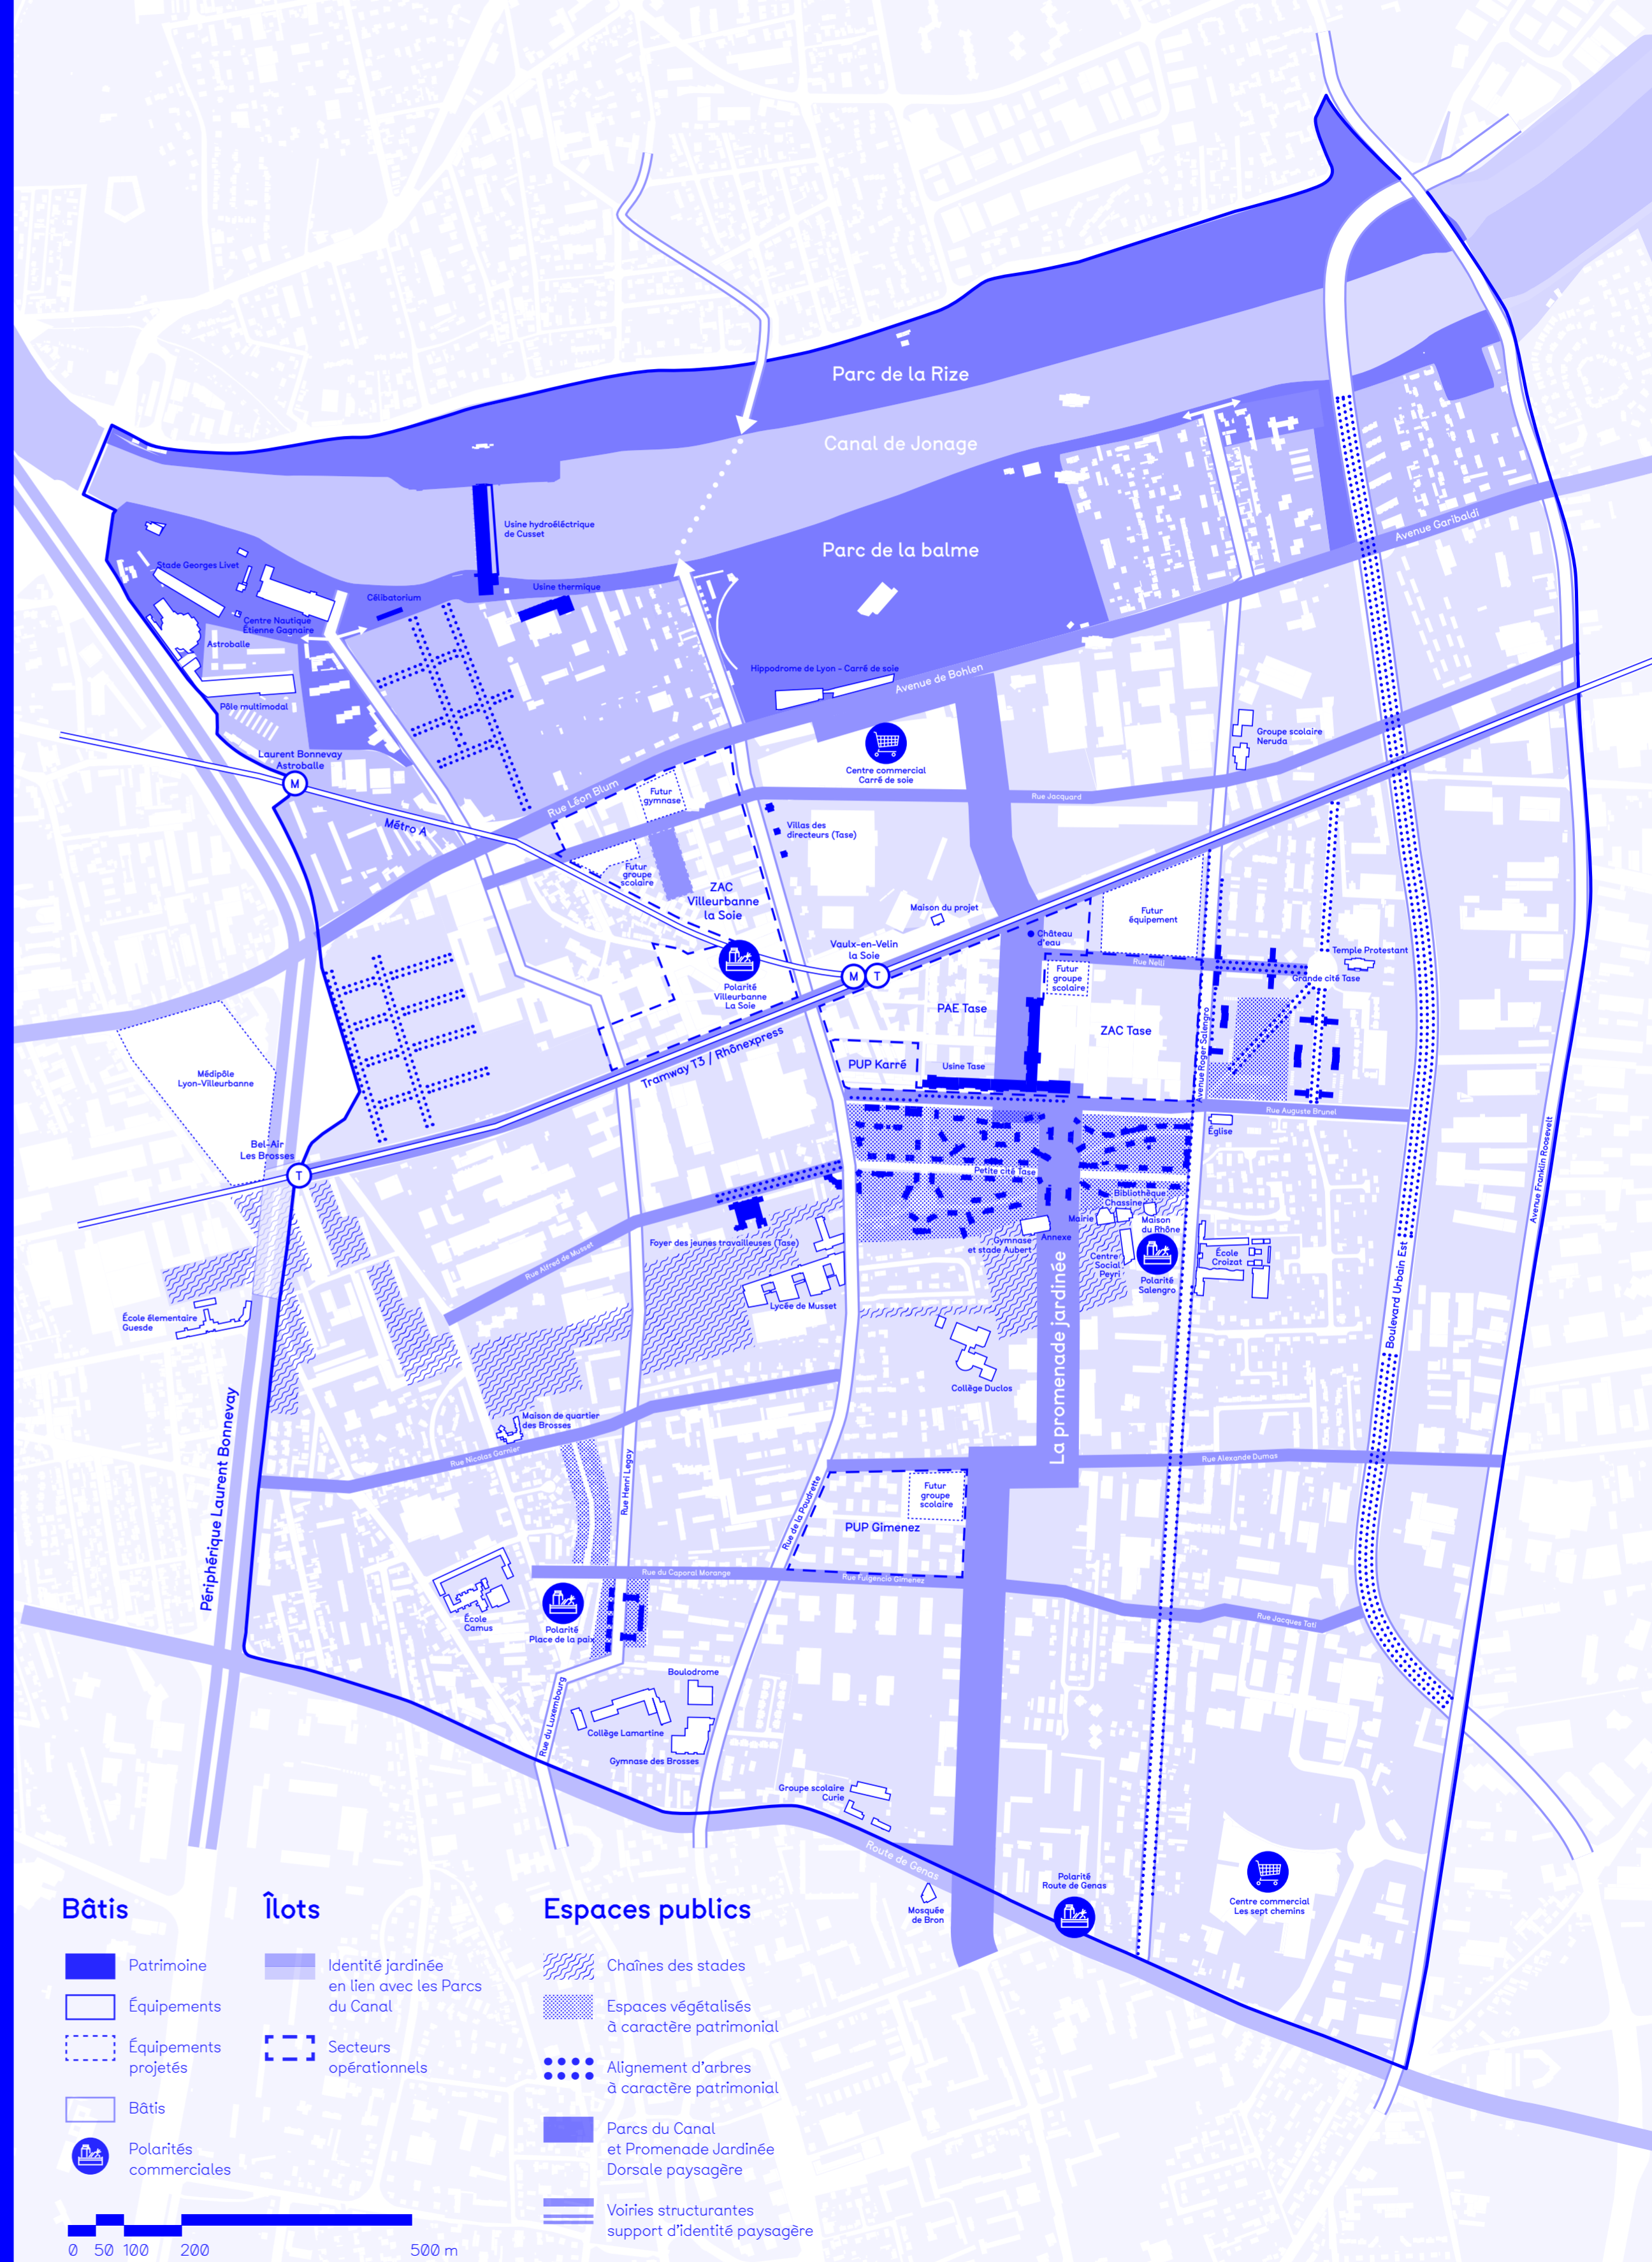 Parc de la Rize
Canal de Jonage
Usine hydroéléctrique
de Cusset
Parc de la balme
Avenue Garibaldi
Stade Georges Livet
Usine thermique
Célibatorium
Centre Nautique
Étienne Gagnaire
Astroballe
Hippodrome de Lyon - Carré de soie
Avenue de Bohlen
Pôle multimodal
Groupe scolaire
Neruda
Laurent Bonnevay
Astroballe
M
Centre commercial
Carré de soie
Rue Léon Blum
Futur
gymnase
Rue Jacquard
Métro A
Villas des
directeurs (Tase)
Futur
groupe
scolaire
ZAC
Villeurbanne
la Soie
Maison du projet
Futur
équipement
Château
d'eau
Vaulx-en-Velin
la Soie
M
T
Temple Protestant
Rue Nelli
Grande cité Tase
Futur
groupe
scolaire
Polarité
Villeurbanne
La Soie
PAE Tase
ZAC Tase
Avenue Roger Salengro
Tramway T3 / Rhônexpress
PUP Karré
Usine Tase
Médipôle
Lyon-Villeurbanne
Rue Auguste Brunel
Église
Bel-Air
Les Brosses
T
Petite cité Tase
Avenue Franklin Roosevelt
Bibliothèque
Chassine
Mairie
Maison
du Rhône
Annexe
Gymnase
et stade Aubert
Foyer des jeunes travailleuses (Tase)
Rue Alfred de Musset
Centre
Social
Peyri
Polarité
Salengro
École
Croizat
Boulevard Urbain Est
Lycée de Musset
École élementaire
Guesde
La promenade jardinée
Collège Duclos
Périphérique Laurent Bonnevay
Maison de quartier
des Brosses
Rue Nicolas Garnier
Rue Henri Legay
Rue de la Poudrette
Rue Alexande Dumas
Futur
groupe
scolaire
PUP Gimenez
Rue du Caporal Morange
Rue Fulgencio Gimenez
École
Camus
Polarité
Place de la paix
Rue Jacques Tati
Boulodrome
Rue du Luxembourg
Collège Lamartine
Gymnase des Brosses
Groupe scolaire
Curie
Route de Genas
Mosquée
de Bron
Polarité
Route de Genas
Centre commercial
Les sept chemins
Bâtis
Patrimoine
Équipements
Équipements
projetés
Bâtis
Polarités
commerciales
Îlots
Identité jardinée
en lien avec les Parcs
du Canal
Secteurs
opérationnels
Espaces publics
Chaînes des stades
Espaces végétalisés
à caractère patrimonial
Alignement d'arbres
à caractère patrimonial
Parcs du Canal
et Promenade Jardinée
Dorsale paysagère
Voiries structurantes
support d'identité paysagère
0 50 100 200 500 m